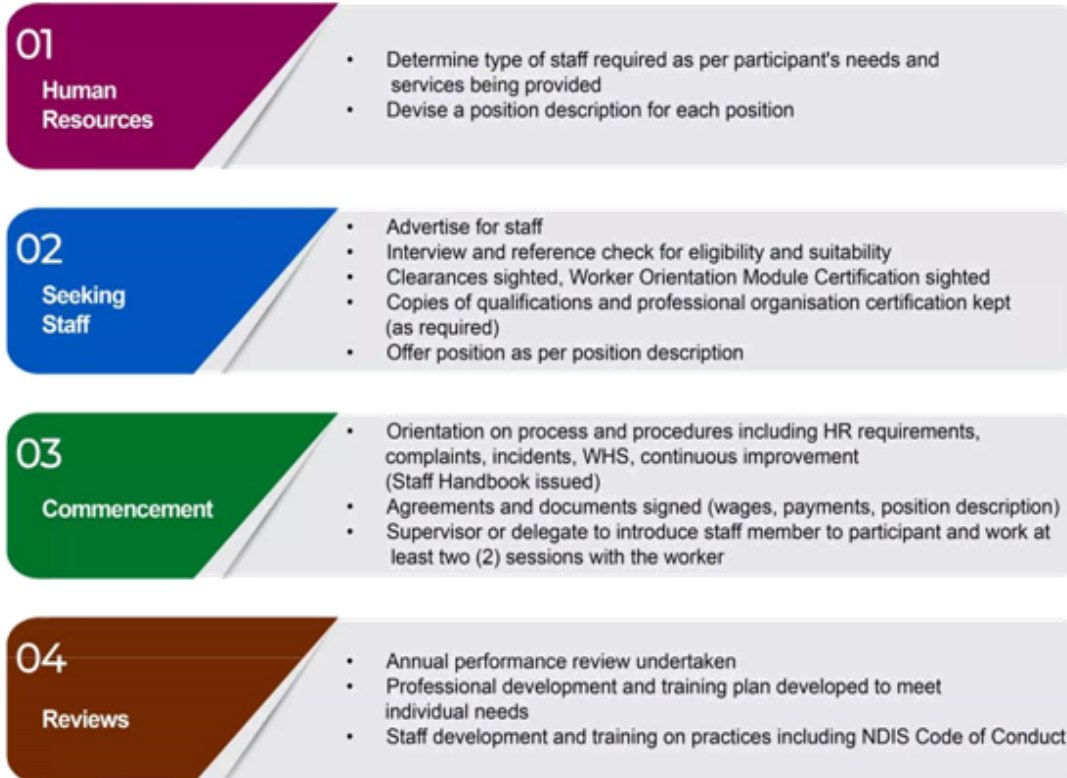 01
Human
Resources
• Determine type of staff required as per participant's needs and
services being provided
• Devise a position description for each position
02
Seeking
Staff
• Advertise for staff
• Interview and reference check for eligibility and suitability
• Clearances sighted, Worker Orientation Module Certification sighted
• Copies of qualifications and professional organisation certification kept
(as required)
• Offer position as per position description
03
Commencement
• Orientation on process and procedures including HR requirements,
complaints, incidents, WHS, continuous improvement
(Staff Handbook issued)
• Agreements and documents signed (wages, payments, position description)
• Supervisor or delegate to introduce staff member to participant and work at
least two (2) sessions with the worker
04
Reviews
• Annual performance review undertaken
• Professional development and training plan developed to meet
individual needs
• Staff development and training on practices including NDIS Code of Conduct